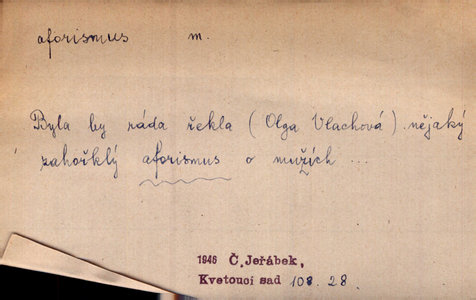 aforismus m.
Byla by ráda řekla (Olga Vlachová) nějaký
zahořklý aforismus o mužích ...
1946 Č. Jeřábek,
Kvetoucí sad 108. 28.